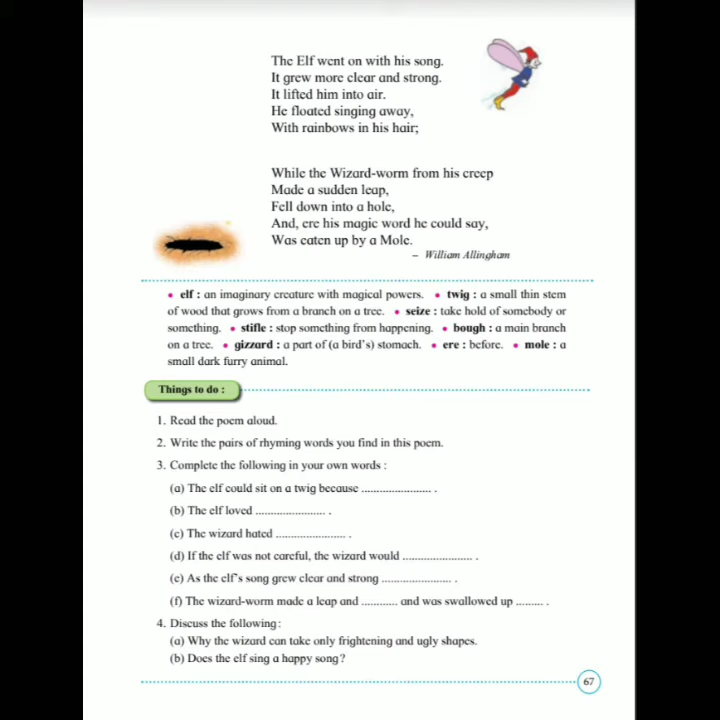 The Elf went on with his song.
It grew more clear and strong.
It lifted him into air.
He floated singing away,
With rainbows in his hair;
While the Wizard-worm from his creep
Made a sudden leap,
Fell down into a hole,
And, ere his magic word he could say,
Was eaten up by a Mole.
– William Allingham
• elf : an imaginary creature with magical powers. • twig : a small thin stem
of wood that grows from a branch on a tree. • seize : take hold of somebody or
something. • stifle : stop something from happening. • bough : a main branch
on a tree. • gizzard : a part of (a bird's) stomach. • ere : before. • mole : a
small dark furry animal.
Things to do :
1. Read the poem aloud.
2. Write the pairs of rhyming words you find in this poem.
3. Complete the following in your own words :
(a) The elf could sit on a twig because ........................ .
(b) The elf loved ........................ .
(c) The wizard hated ........................ .
(d) If the elf was not careful, the wizard would ........................ .
(e) As the elf's song grew clear and strong ........................ .
(f) The wizard-worm made a leap and ............ and was swallowed up ......... .
4. Discuss the following:
(a) Why the wizard can take only frightening and ugly shapes.
(b) Does the elf sing a happy song?
67